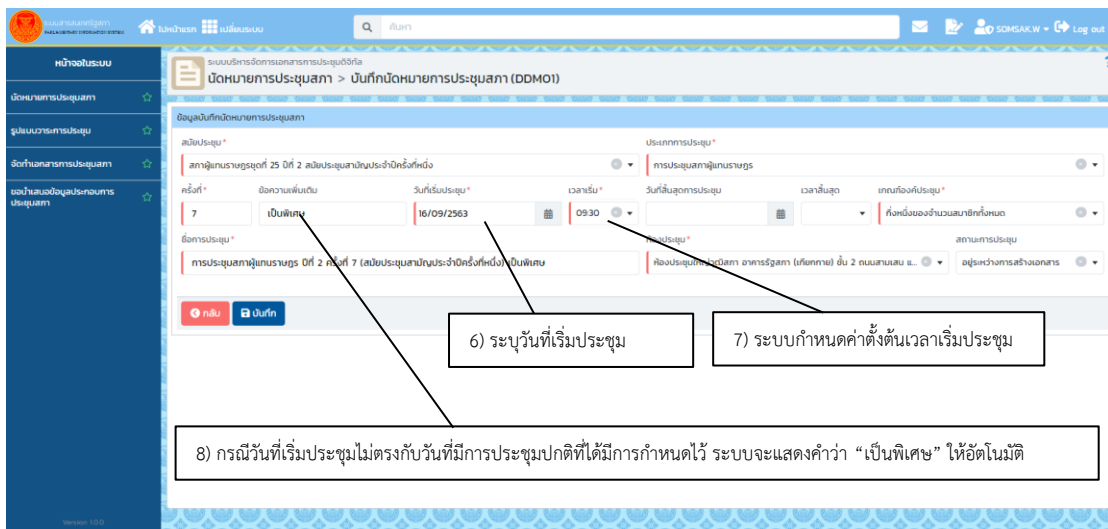 ระบบสารสนเทศรัฐสภา
PARLIAMENTARY INFORMATION SYSTEM
ไปหน้าแรก เปลี่ยนระบบ
ค้นหา
SOMSAK.W Log out
หน้าจอในระบบ
นัดหมายการประชุมสภา
รูปแบบวาระการประชุม
จัดทำเอกสารการประชุมสภา
ขอนำเสนอข้อมูลประกอบการ
ประชุมสภา
Version 1.0.0
ระบบบริหารจัดการเอกสารการประชุมดิจิทัล
นัดหมายการประชุมสภา > บันทึกนัดหมายการประชุมสภา (DDM01)
ข้อมูลบันทึกนัดหมายการประชุมสภา
สมัยประชุม * ประเภทการประชุม *
สภาผู้แทนราษฎรชุดที่ 25 ปีที่ 2 สมัยประชุมสามัญประจำปีครั้งที่หนึ่ง การประชุมสภาผู้แทนราษฎร
ครั้งที่ * ข้อความเพิ่มเติม วันที่เริ่มประชุม * เวลาเริ่ม * วันที่สิ้นสุดการประชุม เวลาสิ้นสุด เกณฑ์องค์ประชุม *
7 เป็นพิเศษ 16/09/2563 09:30 กึ่งหนึ่งของจำนวนสมาชิกทั้งหมด
ชื่อการประชุม * ห้องประชุม * สถานะการประชุม
การประชุมสภาผู้แทนราษฎร ปีที่ 2 ครั้งที่ 7 (สมัยประชุมสามัญประจำปีครั้งที่หนึ่ง) เป็นพิเศษ ชั้น 2 ถนนสามเสน แ... อยู่ระหว่างการสร้างเอกสาร
กลับ บันทึก
6) ระบุวันที่เริ่มประชุม
7) ระบบกำหนดค่าตั้งต้นเวลาเริ่มประชุม
8) กรณีวันที่เริ่มประชุมไม่ตรงกับวันที่มีการประชุมปกติที่ได้มีการกำหนดไว้ ระบบจะแสดงคำว่า “เป็นพิเศษ” ให้อัตโนมัติ